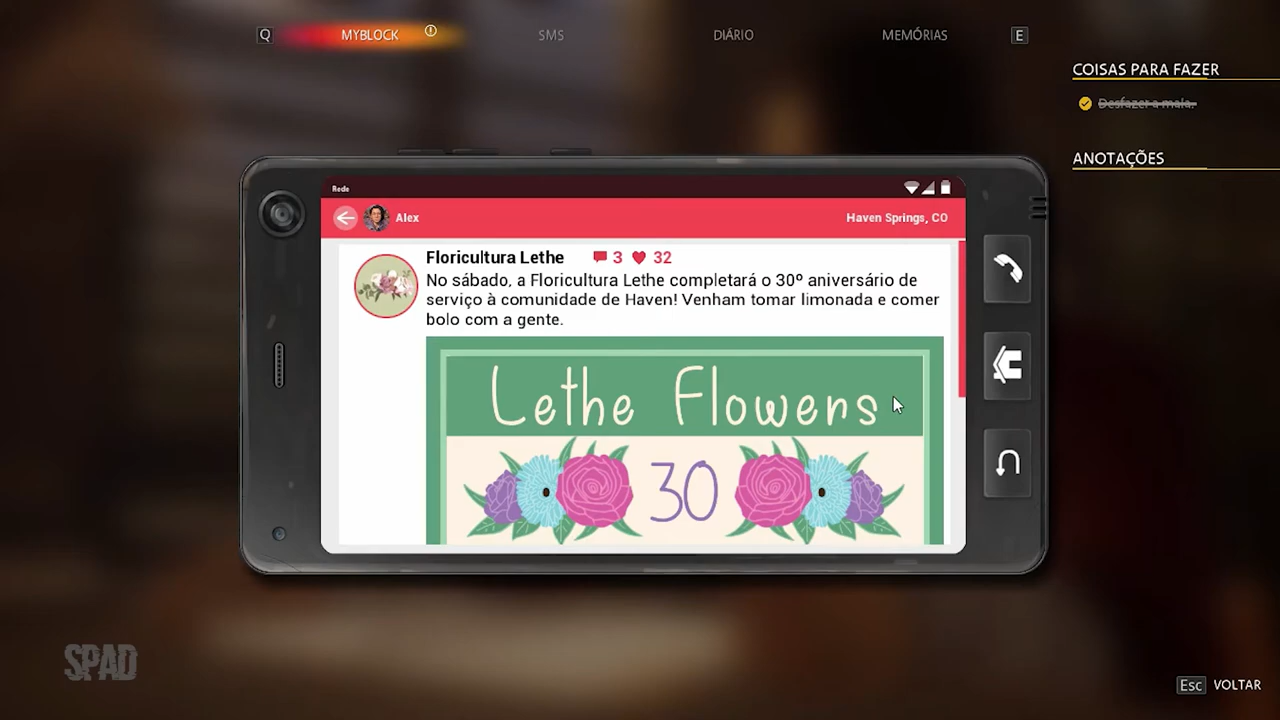 Q
MYBLOCK
SMS
DIÁRIO
MEMÓRIAS
E
COISAS PARA FAZER
Desfazer a mala.
ANOTAÇÕES
Rede
Alex
Haven Springs, CO
Floricultura Lethe 3 32
No sábado, a Floricultura Lethe completará o 30º aniversário de
serviço à comunidade de Haven! Venham tomar limonada e comer
bolo com a gente.
Lethe Flowers
30
SPAD
Esc VOLTAR